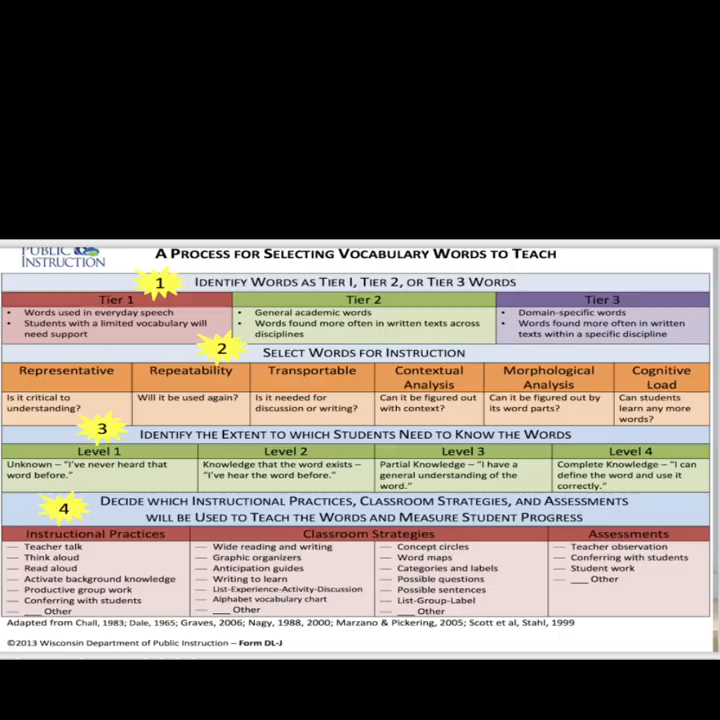 PUBLIC
INSTRUCTION
A PROCESS FOR SELECTING VOCABULARY WORDS TO TEACH
1
IDENTIFY WORDS AS TIER I, TIER 2, OR TIER 3 WORDS
Tier 1
Tier 2
Tier 3
• Words used in everyday speech
• Students with a limited vocabulary will
need support
• General academic words
• Words found more often in written texts across
disciplines
• Domain-specific words
• Words found more often in written
texts within a specific discipline
2
SELECT WORDS FOR INSTRUCTION
Representative
Repeatability
Transportable
Contextual
Analysis
Morphological
Analysis
Cognitive
Load
Is it critical to
understanding?
Will it be used again?
Is it needed for
discussion or writing?
Can it be figured out
with context?
Can it be figured out by
its word parts?
Can students
learn any more
words?
3
IDENTIFY THE EXTENT TO WHICH STUDENTS NEED TO KNOW THE WORDS
Level 1
Level 2
Level 3
Level 4
Unknown – "I've never heard that
word before."
Knowledge that the word exists –
"I've hear the word before."
Partial Knowledge – "I have a
general understanding of the
word."
Complete Knowledge – "I can
define the word and use it
correctly."
4
DECIDE WHICH INSTRUCTIONAL PRACTICES, CLASSROOM STRATEGIES, AND ASSESSMENTS
WILL BE USED TO TEACH THE WORDS AND MEASURE STUDENT PROGRESS
Instructional Practices
Classroom Strategies
Assessments
— Teacher talk
— Think aloud
— Read aloud
— Activate background knowledge
— Productive group work
— Conferring with students
— ___ Other
— Wide reading and writing
— Graphic organizers
— Anticipation guides
— Writing to learn
— List-Experience-Activity-Discussion
— Alphabet vocabulary chart
— ___ Other
— Concept circles
— Word maps
— Categories and labels
— Possible questions
— Possible sentences
— List-Group-Label
— ___ Other
— Teacher observation
— Conferring with students
— Student work
— ___ Other
Adapted from Chall, 1983; Dale, 1965; Graves, 2006; Nagy, 1988, 2000; Marzano & Pickering, 2005; Scott et al, Stahl, 1999
©2013 Wisconsin Department of Public Instruction – Form DL-J